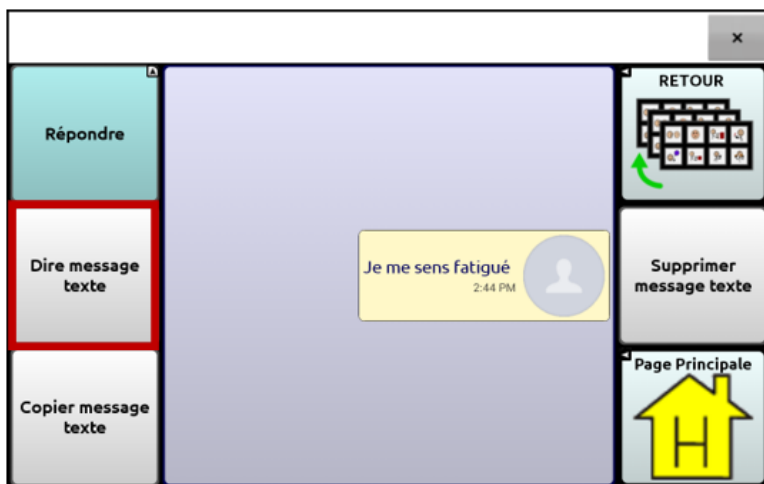 ×
Répondre
RETOUR
Dire message
texte
Je me sens fatigué
2:44 PM
Supprimer
message texte
Copier message
texte
Page Principale
H